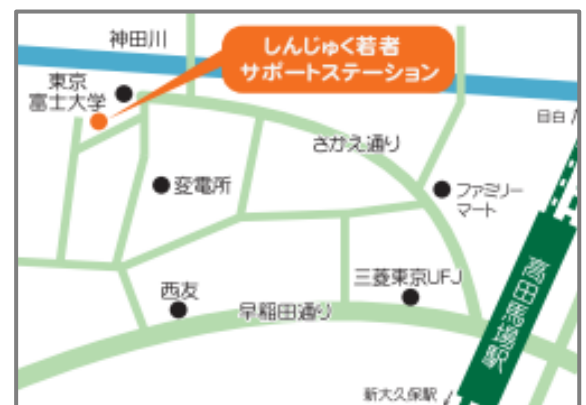 神田川
しんじゅく若者
サポートステーション
東京
富士大学
目白
さかえ通り
変電所
ファミリー
マート
高田馬場駅
三菱東京UFJ
西友
早稲田通り
新大久保駅